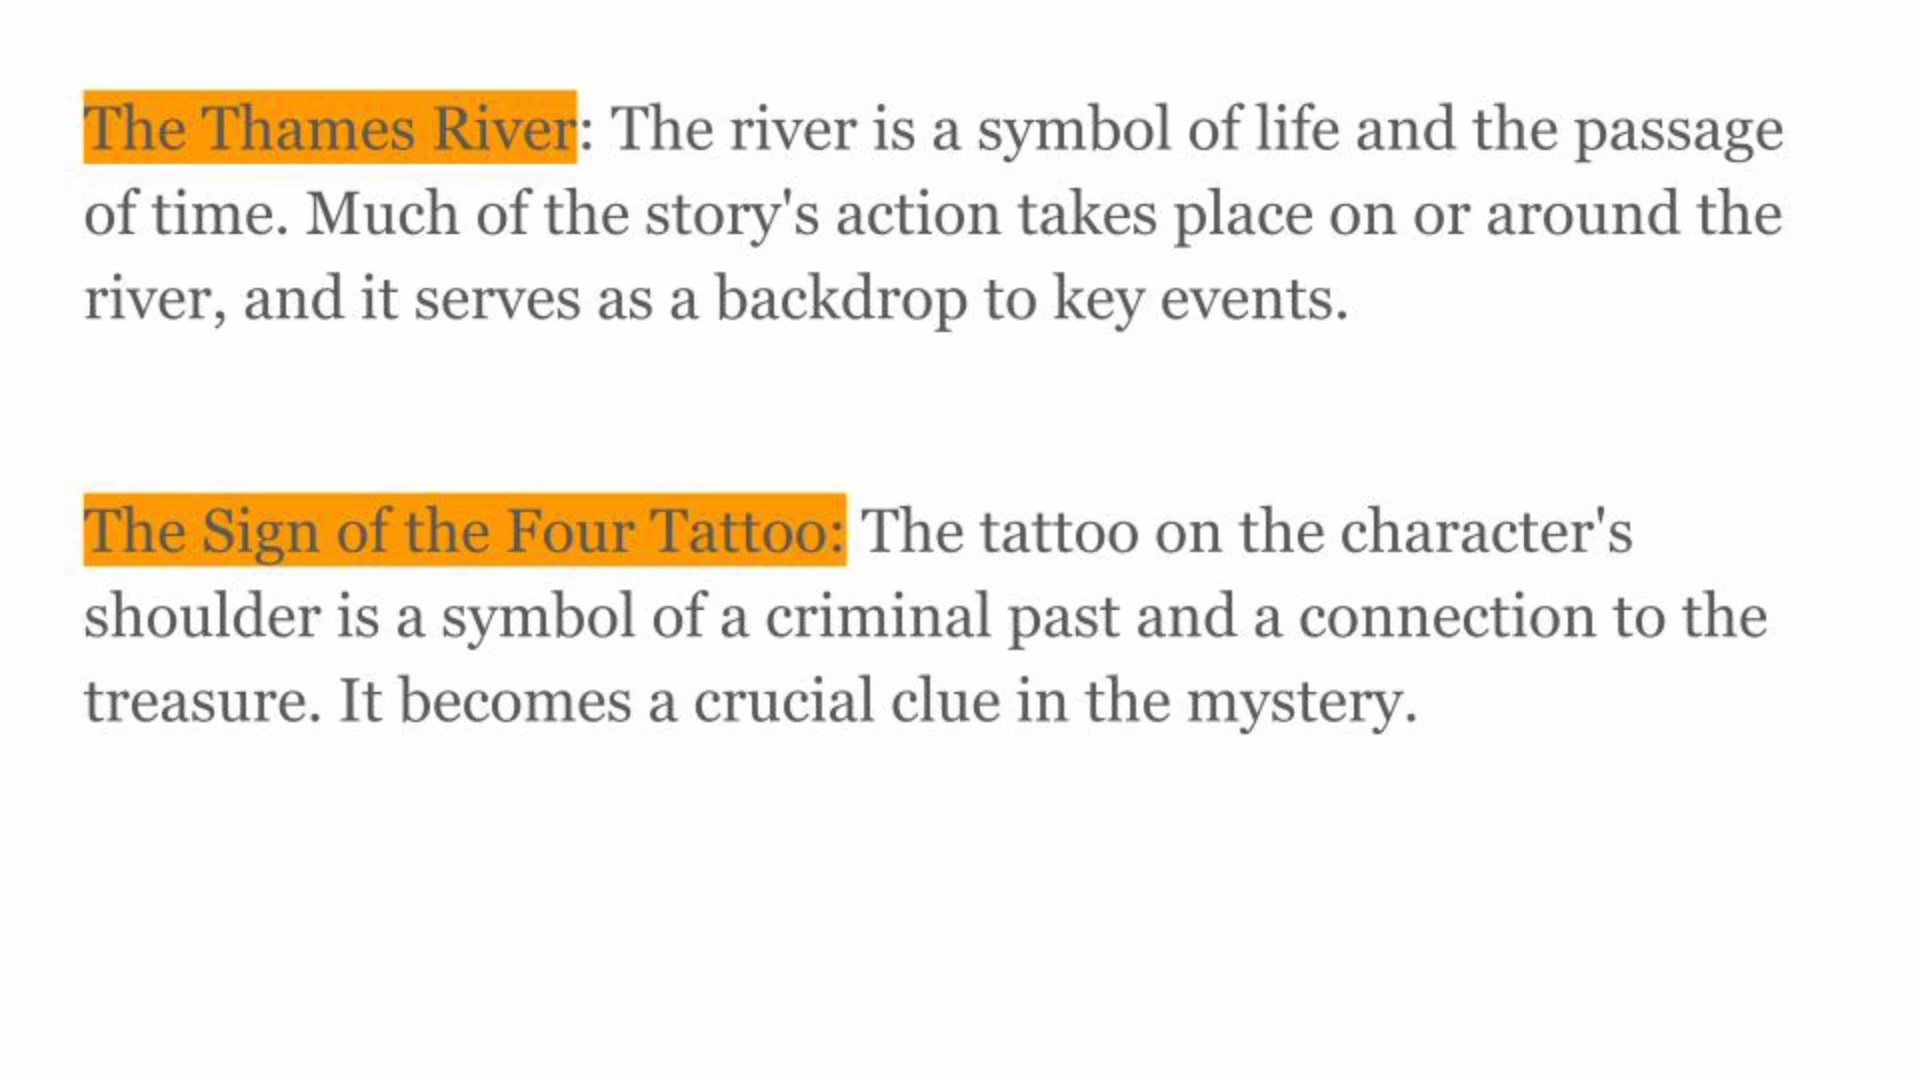 The Thames River: The river is a symbol of life and the passage
of time. Much of the story's action takes place on or around the
river, and it serves as a backdrop to key events.
The Sign of the Four Tattoo: The tattoo on the character's
shoulder is a symbol of a criminal past and a connection to the
treasure. It becomes a crucial clue in the mystery.